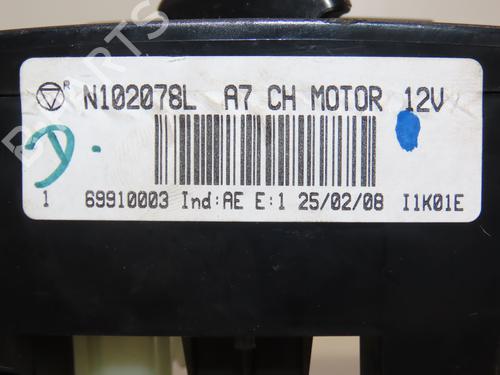 R N102078L A7 CH MOTOR 12V
D.
1 69910003 Ind:AE E:1 25/02/08 I1K01E